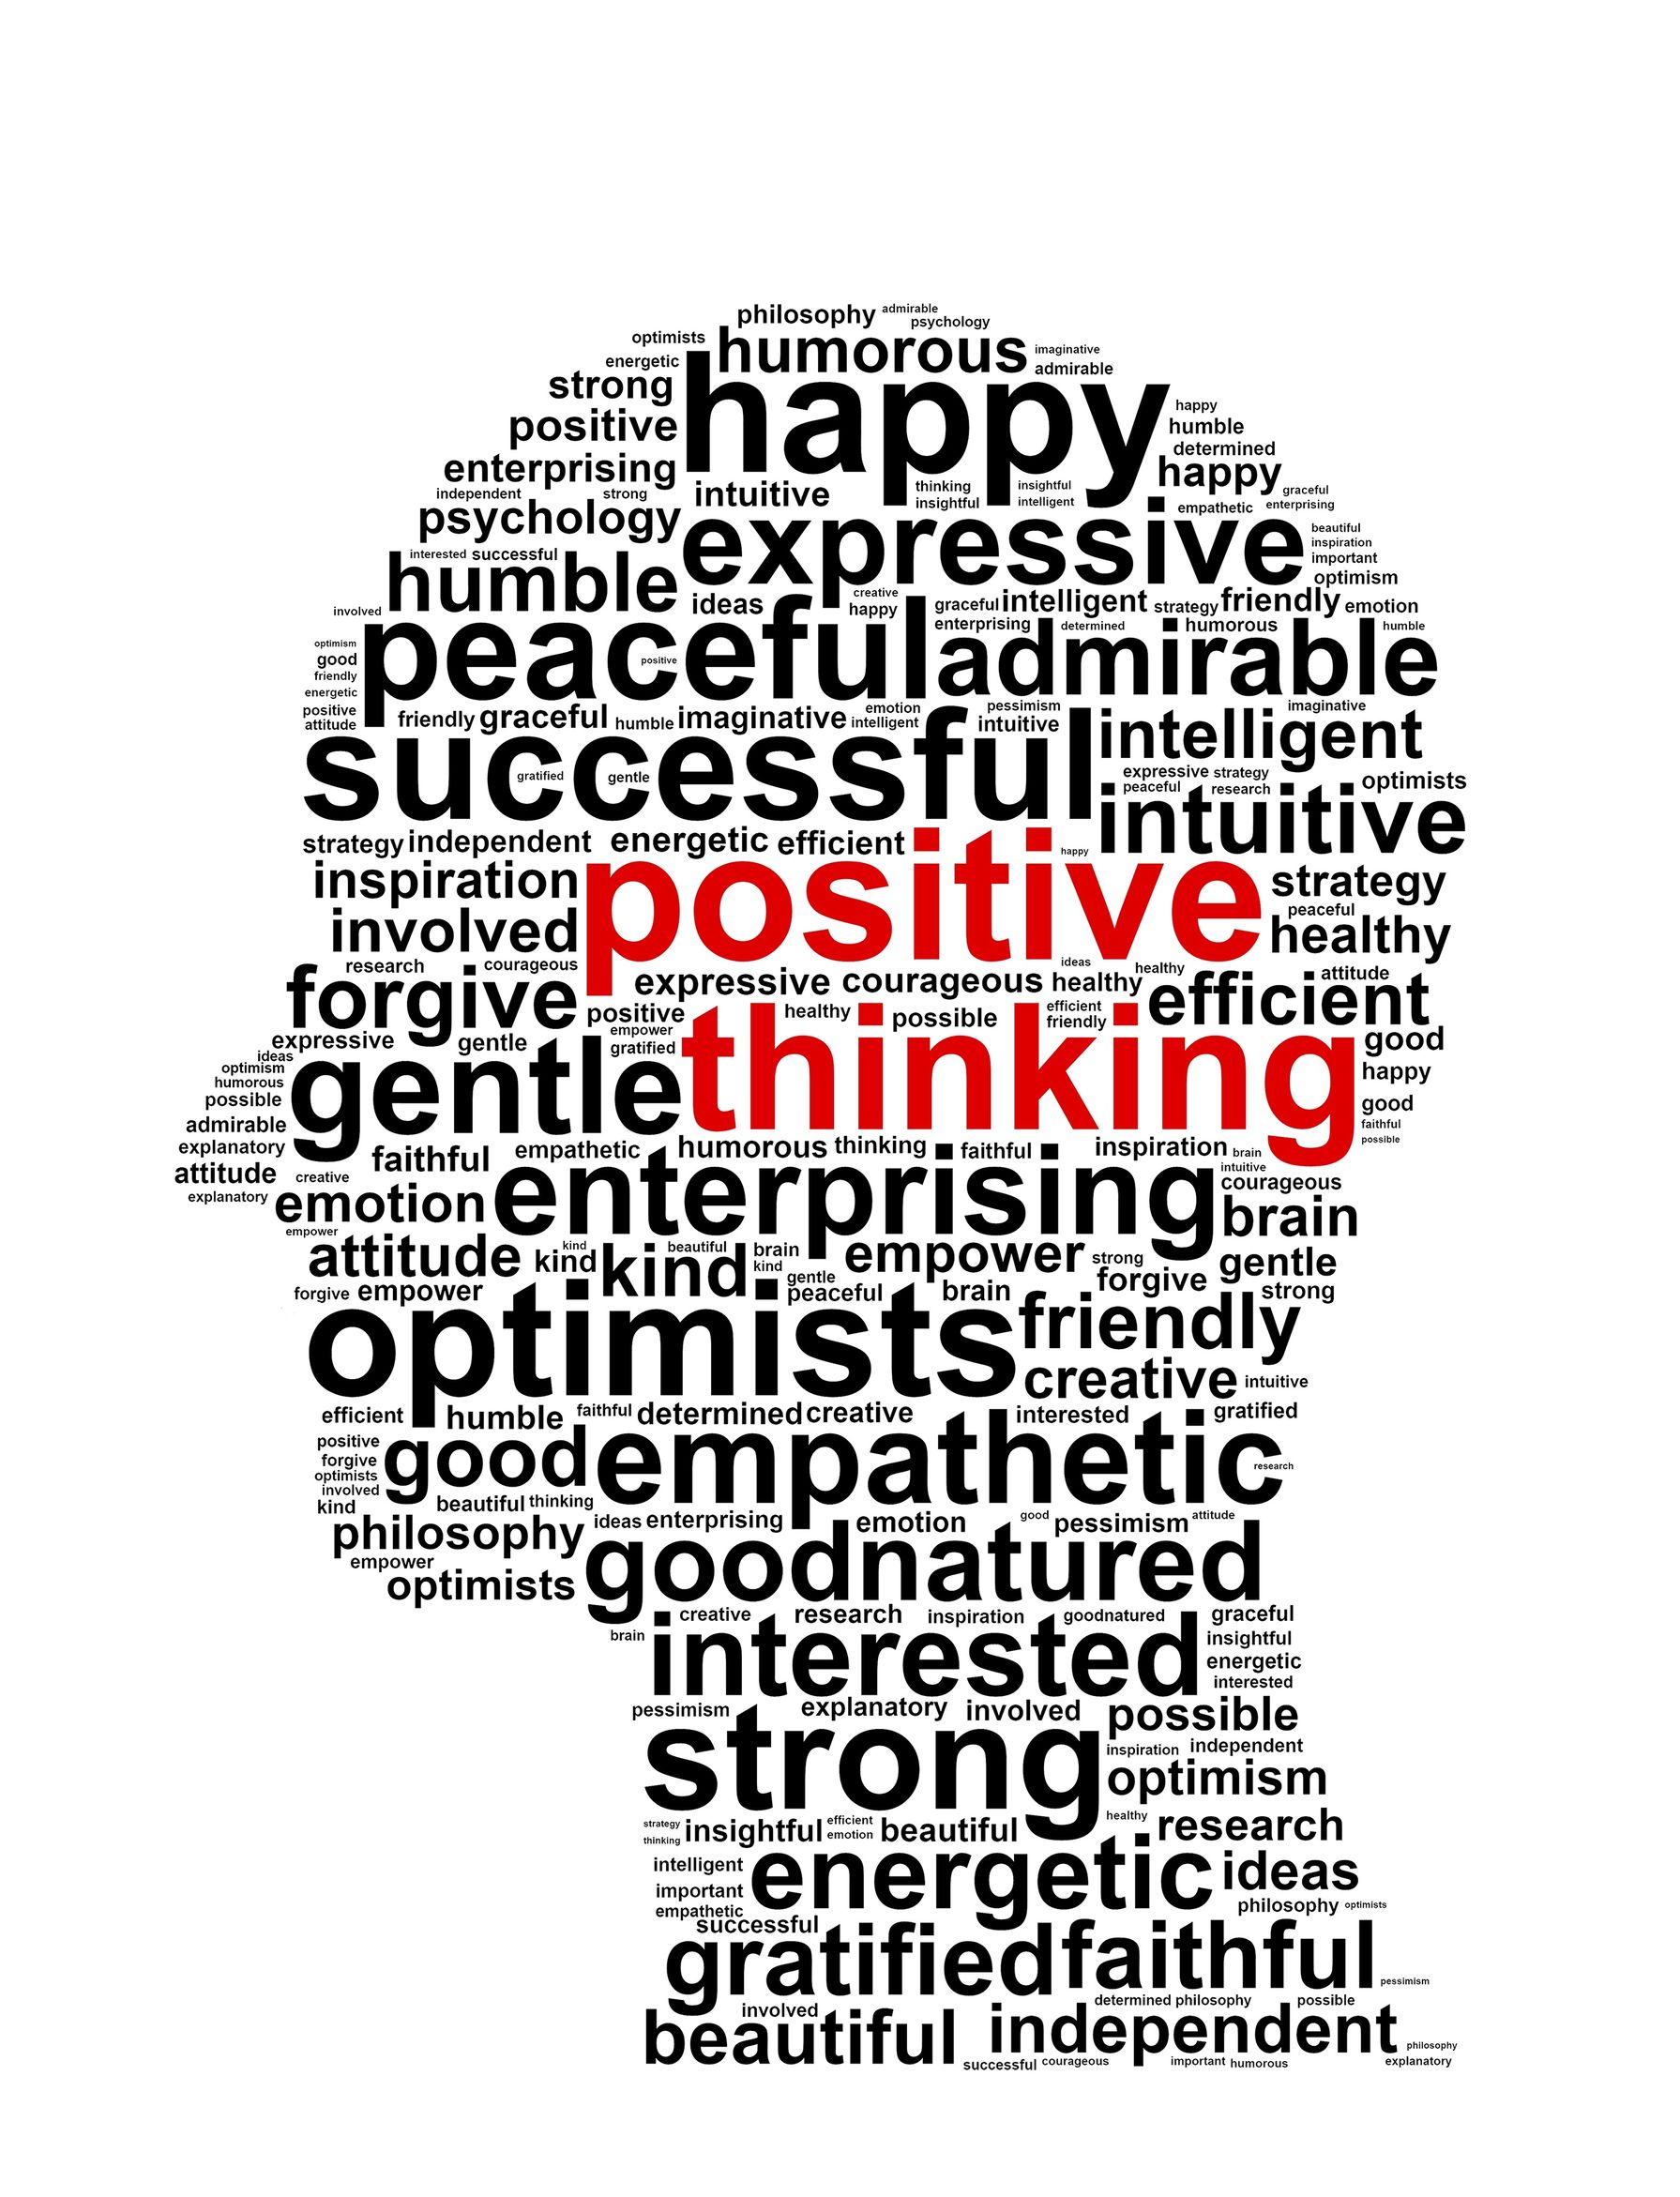 philosophy admirable
psychology
optimists humorous imaginative
energetic admirable
strong happy happy
positive humble
determined
enterprising happy
independent strong intuitive thinking insightful graceful
psychology insightful intelligent empathetic enterprising
expressive beautiful
inspiration
interested successful important
humble optimism
involved ideas creative happy graceful intelligent strategy friendly emotion
enterprising determined humorous humble
optimism peaceful admirable
good positive
friendly
energetic
positive friendly graceful humble imaginative emotion pessimism imaginative
attitude intelligent intuitive
successful intelligent
gratified gentle expressive strategy optimists
peaceful research
intuitive
strategy independent energetic efficient happy
inspiration positive strategy
peaceful
involved healthy
research courageous ideas healthy attitude
forgive expressive courageous healthy efficient
positive healthy possible efficient
empower friendly
expressive gentle gratified thinking good
ideas
optimism gentle happy
humorous
possible good
admirable faithful
explanatory possible
faithful empathetic humorous thinking faithful inspiration brain
attitude creative enterprising intuitive
explanatory courageous
emotion brain
empower
attitude kind kind kind beautiful brain empower strong gentle
kind forgive
forgive empower gentle peaceful brain strong
optimists friendly
creative intuitive
efficient humble faithful determined creative interested gratified
positive good empathetic research
forgive
optimists
involved
kind beautiful thinking
philosophy ideas enterprising emotion good pessimism attitude
empower goodnatured
optimists
creative research inspiration goodnatured graceful
brain interested insightful
energetic
interested
pessimism explanatory involved possible
strong inspiration independent
optimism
strategy insightful efficient beautiful healthy research
thinking emotion
intelligent energetic ideas
important
empathetic philosophy optimists
successful
gratified faithful pessimism
involved determined philosophy possible
beautiful independent philosophy
successful courageous important humorous explanatory